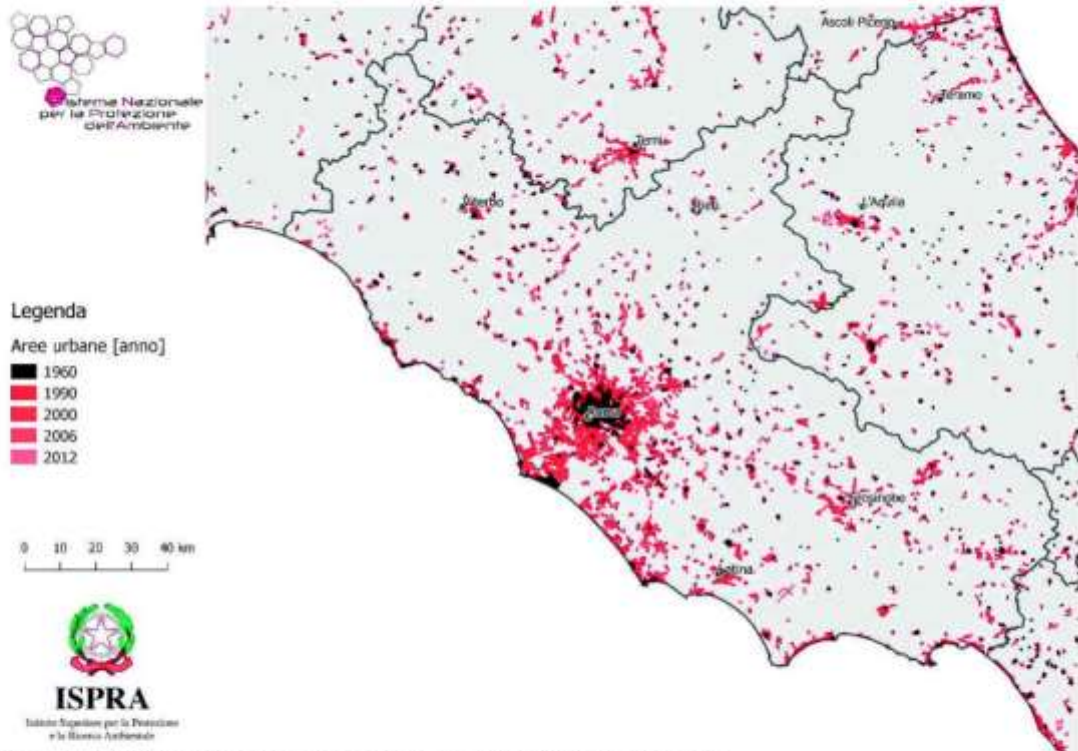 Sistema Nazionale
per la Protezione
dell'Ambiente
Ascoli Piceno
Teramo
Terni
Viterbo
Rieti
L'Aquila
Roma
Frosinone
Latina
Legenda
Aree urbane [anno]
1960
1990
2000
2006
2012
0 10 20 30 40 km
ISPRA
Istituto Superiore per la Protezione
e la Ricerca Ambientale